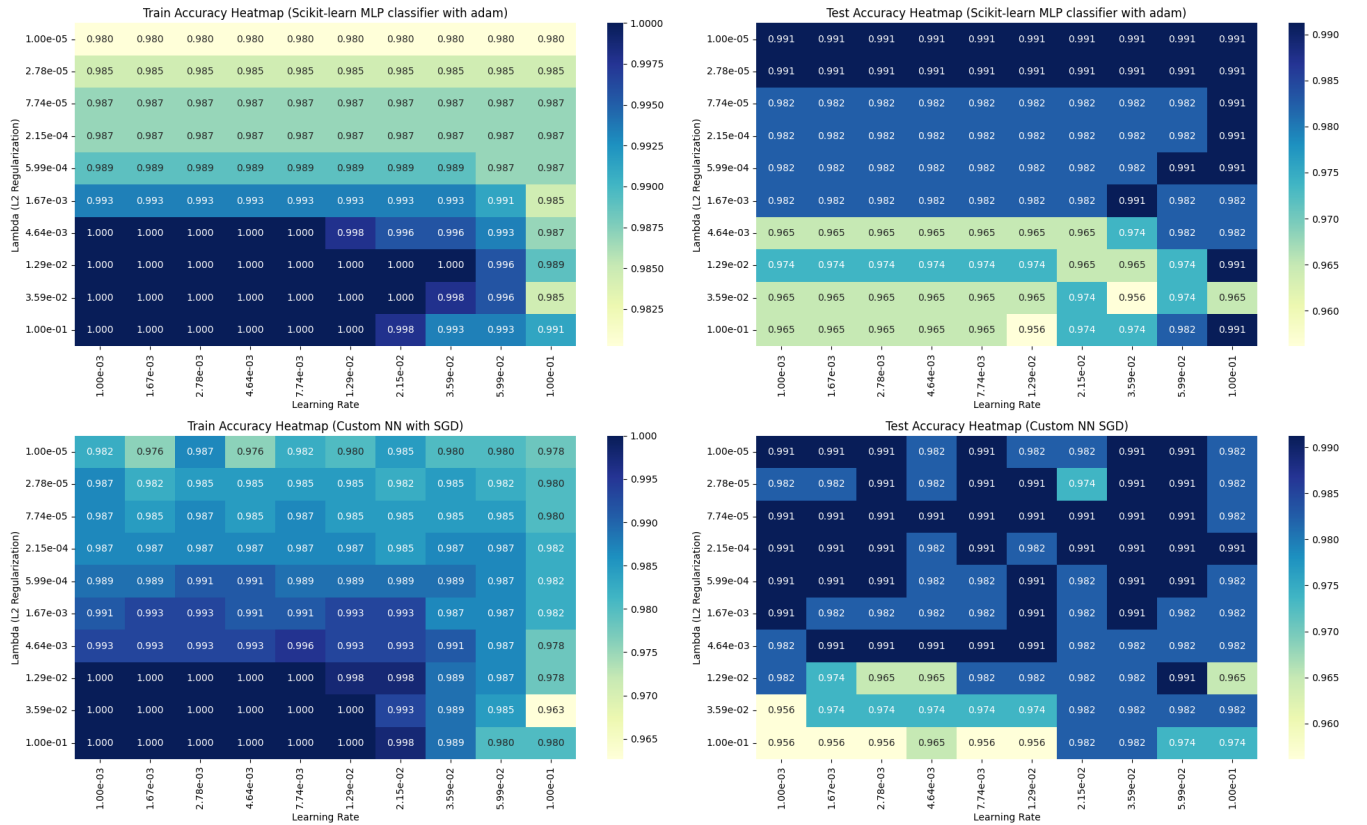 Train Accuracy Heatmap (Scikit-learn MLP classifier with adam)
Lambda (L2 Regularization)
1.00e-05 0.980 0.980 0.980 0.980 0.980 0.980 0.980 0.980 0.980 0.980
2.78e-05 0.985 0.985 0.985 0.985 0.985 0.985 0.985 0.985 0.985 0.985
7.74e-05 0.987 0.987 0.987 0.987 0.987 0.987 0.987 0.987 0.987 0.987
2.15e-04 0.987 0.987 0.987 0.987 0.987 0.987 0.987 0.987 0.987 0.987
5.99e-04 0.989 0.989 0.989 0.989 0.989 0.989 0.989 0.989 0.987 0.987
1.67e-03 0.993 0.993 0.993 0.993 0.993 0.993 0.993 0.993 0.991 0.985
4.64e-03 1.000 1.000 1.000 1.000 1.000 0.998 0.996 0.996 0.993 0.987
1.29e-02 1.000 1.000 1.000 1.000 1.000 1.000 1.000 1.000 0.996 0.989
3.59e-02 1.000 1.000 1.000 1.000 1.000 1.000 1.000 0.998 0.996 0.985
1.00e-01 1.000 1.000 1.000 1.000 1.000 1.000 0.998 0.993 0.993 0.991
1.00e-03 1.67e-03 2.78e-03 4.64e-03 7.74e-03 1.29e-02 2.15e-02 3.59e-02 5.99e-02 1.00e-01
Learning Rate
1.0000
0.9975
0.9950
0.9925
0.9900
0.9875
0.9850
0.9825
Test Accuracy Heatmap (Scikit-learn MLP classifier with adam)
Lambda (L2 Regularization)
1.00e-05 0.991 0.991 0.991 0.991 0.991 0.991 0.991 0.991 0.991 0.991
2.78e-05 0.991 0.991 0.991 0.991 0.991 0.991 0.991 0.991 0.991 0.991
7.74e-05 0.982 0.982 0.982 0.982 0.982 0.982 0.982 0.982 0.982 0.991
2.15e-04 0.982 0.982 0.982 0.982 0.982 0.982 0.982 0.982 0.982 0.991
5.99e-04 0.982 0.982 0.982 0.982 0.982 0.982 0.982 0.982 0.991 0.991
1.67e-03 0.982 0.982 0.982 0.982 0.982 0.982 0.982 0.991 0.982 0.982
4.64e-03 0.965 0.965 0.965 0.965 0.965 0.965 0.965 0.974 0.982 0.982
1.29e-02 0.974 0.974 0.974 0.974 0.974 0.974 0.965 0.965 0.974 0.991
3.59e-02 0.965 0.965 0.965 0.965 0.965 0.965 0.974 0.956 0.974 0.965
1.00e-01 0.965 0.965 0.965 0.965 0.965 0.956 0.974 0.974 0.982 0.991
1.00e-03 1.67e-03 2.78e-03 4.64e-03 7.74e-03 1.29e-02 2.15e-02 3.59e-02 5.99e-02 1.00e-01
Learning Rate
0.990
0.985
0.980
0.975
0.970
0.965
0.960
Train Accuracy Heatmap (Custom NN with SGD)
Lambda (L2 Regularization)
1.00e-05 0.982 0.976 0.987 0.976 0.982 0.980 0.985 0.980 0.980 0.978
2.78e-05 0.987 0.982 0.985 0.985 0.985 0.985 0.982 0.985 0.982 0.980
7.74e-05 0.987 0.985 0.987 0.985 0.987 0.985 0.985 0.985 0.985 0.980
2.15e-04 0.987 0.987 0.987 0.987 0.987 0.987 0.985 0.987 0.987 0.982
5.99e-04 0.989 0.989 0.991 0.991 0.989 0.989 0.989 0.989 0.987 0.982
1.67e-03 0.991 0.993 0.993 0.991 0.991 0.993 0.993 0.987 0.987 0.982
4.64e-03 0.993 0.993 0.993 0.993 0.996 0.993 0.993 0.991 0.987 0.978
1.29e-02 1.000 1.000 1.000 1.000 1.000 0.998 0.998 0.989 0.987 0.978
3.59e-02 1.000 1.000 1.000 1.000 1.000 1.000 0.993 0.989 0.985 0.963
1.00e-01 1.000 1.000 1.000 1.000 1.000 1.000 0.998 0.989 0.980 0.980
1.00e-03 1.67e-03 2.78e-03 4.64e-03 7.74e-03 1.29e-02 2.15e-02 3.59e-02 5.99e-02 1.00e-01
Learning Rate
1.000
0.995
0.990
0.985
0.980
0.975
0.970
0.965
Test Accuracy Heatmap (Custom NN SGD)
Lambda (L2 Regularization)
1.00e-05 0.991 0.991 0.991 0.982 0.991 0.982 0.982 0.991 0.991 0.982
2.78e-05 0.982 0.982 0.991 0.982 0.991 0.991 0.974 0.991 0.991 0.982
7.74e-05 0.991 0.991 0.991 0.991 0.991 0.991 0.991 0.991 0.991 0.982
2.15e-04 0.991 0.991 0.991 0.982 0.991 0.982 0.991 0.991 0.991 0.991
5.99e-04 0.991 0.991 0.982 0.982 0.982 0.991 0.982 0.991 0.991 0.982
1.67e-03 0.991 0.982 0.982 0.982 0.982 0.991 0.982 0.991 0.982 0.982
4.64e-03 0.982 0.991 0.991 0.991 0.991 0.991 0.982 0.982 0.982 0.982
1.29e-02 0.982 0.974 0.965 0.965 0.982 0.982 0.982 0.982 0.991 0.965
3.59e-02 0.956 0.974 0.974 0.974 0.974 0.974 0.982 0.982 0.982 0.982
1.00e-01 0.956 0.956 0.956 0.965 0.956 0.956 0.982 0.982 0.974 0.974
1.00e-03 1.67e-03 2.78e-03 4.64e-03 7.74e-03 1.29e-02 2.15e-02 3.59e-02 5.99e-02 1.00e-01
Learning Rate
0.990
0.985
0.980
0.975
0.970
0.965
0.960